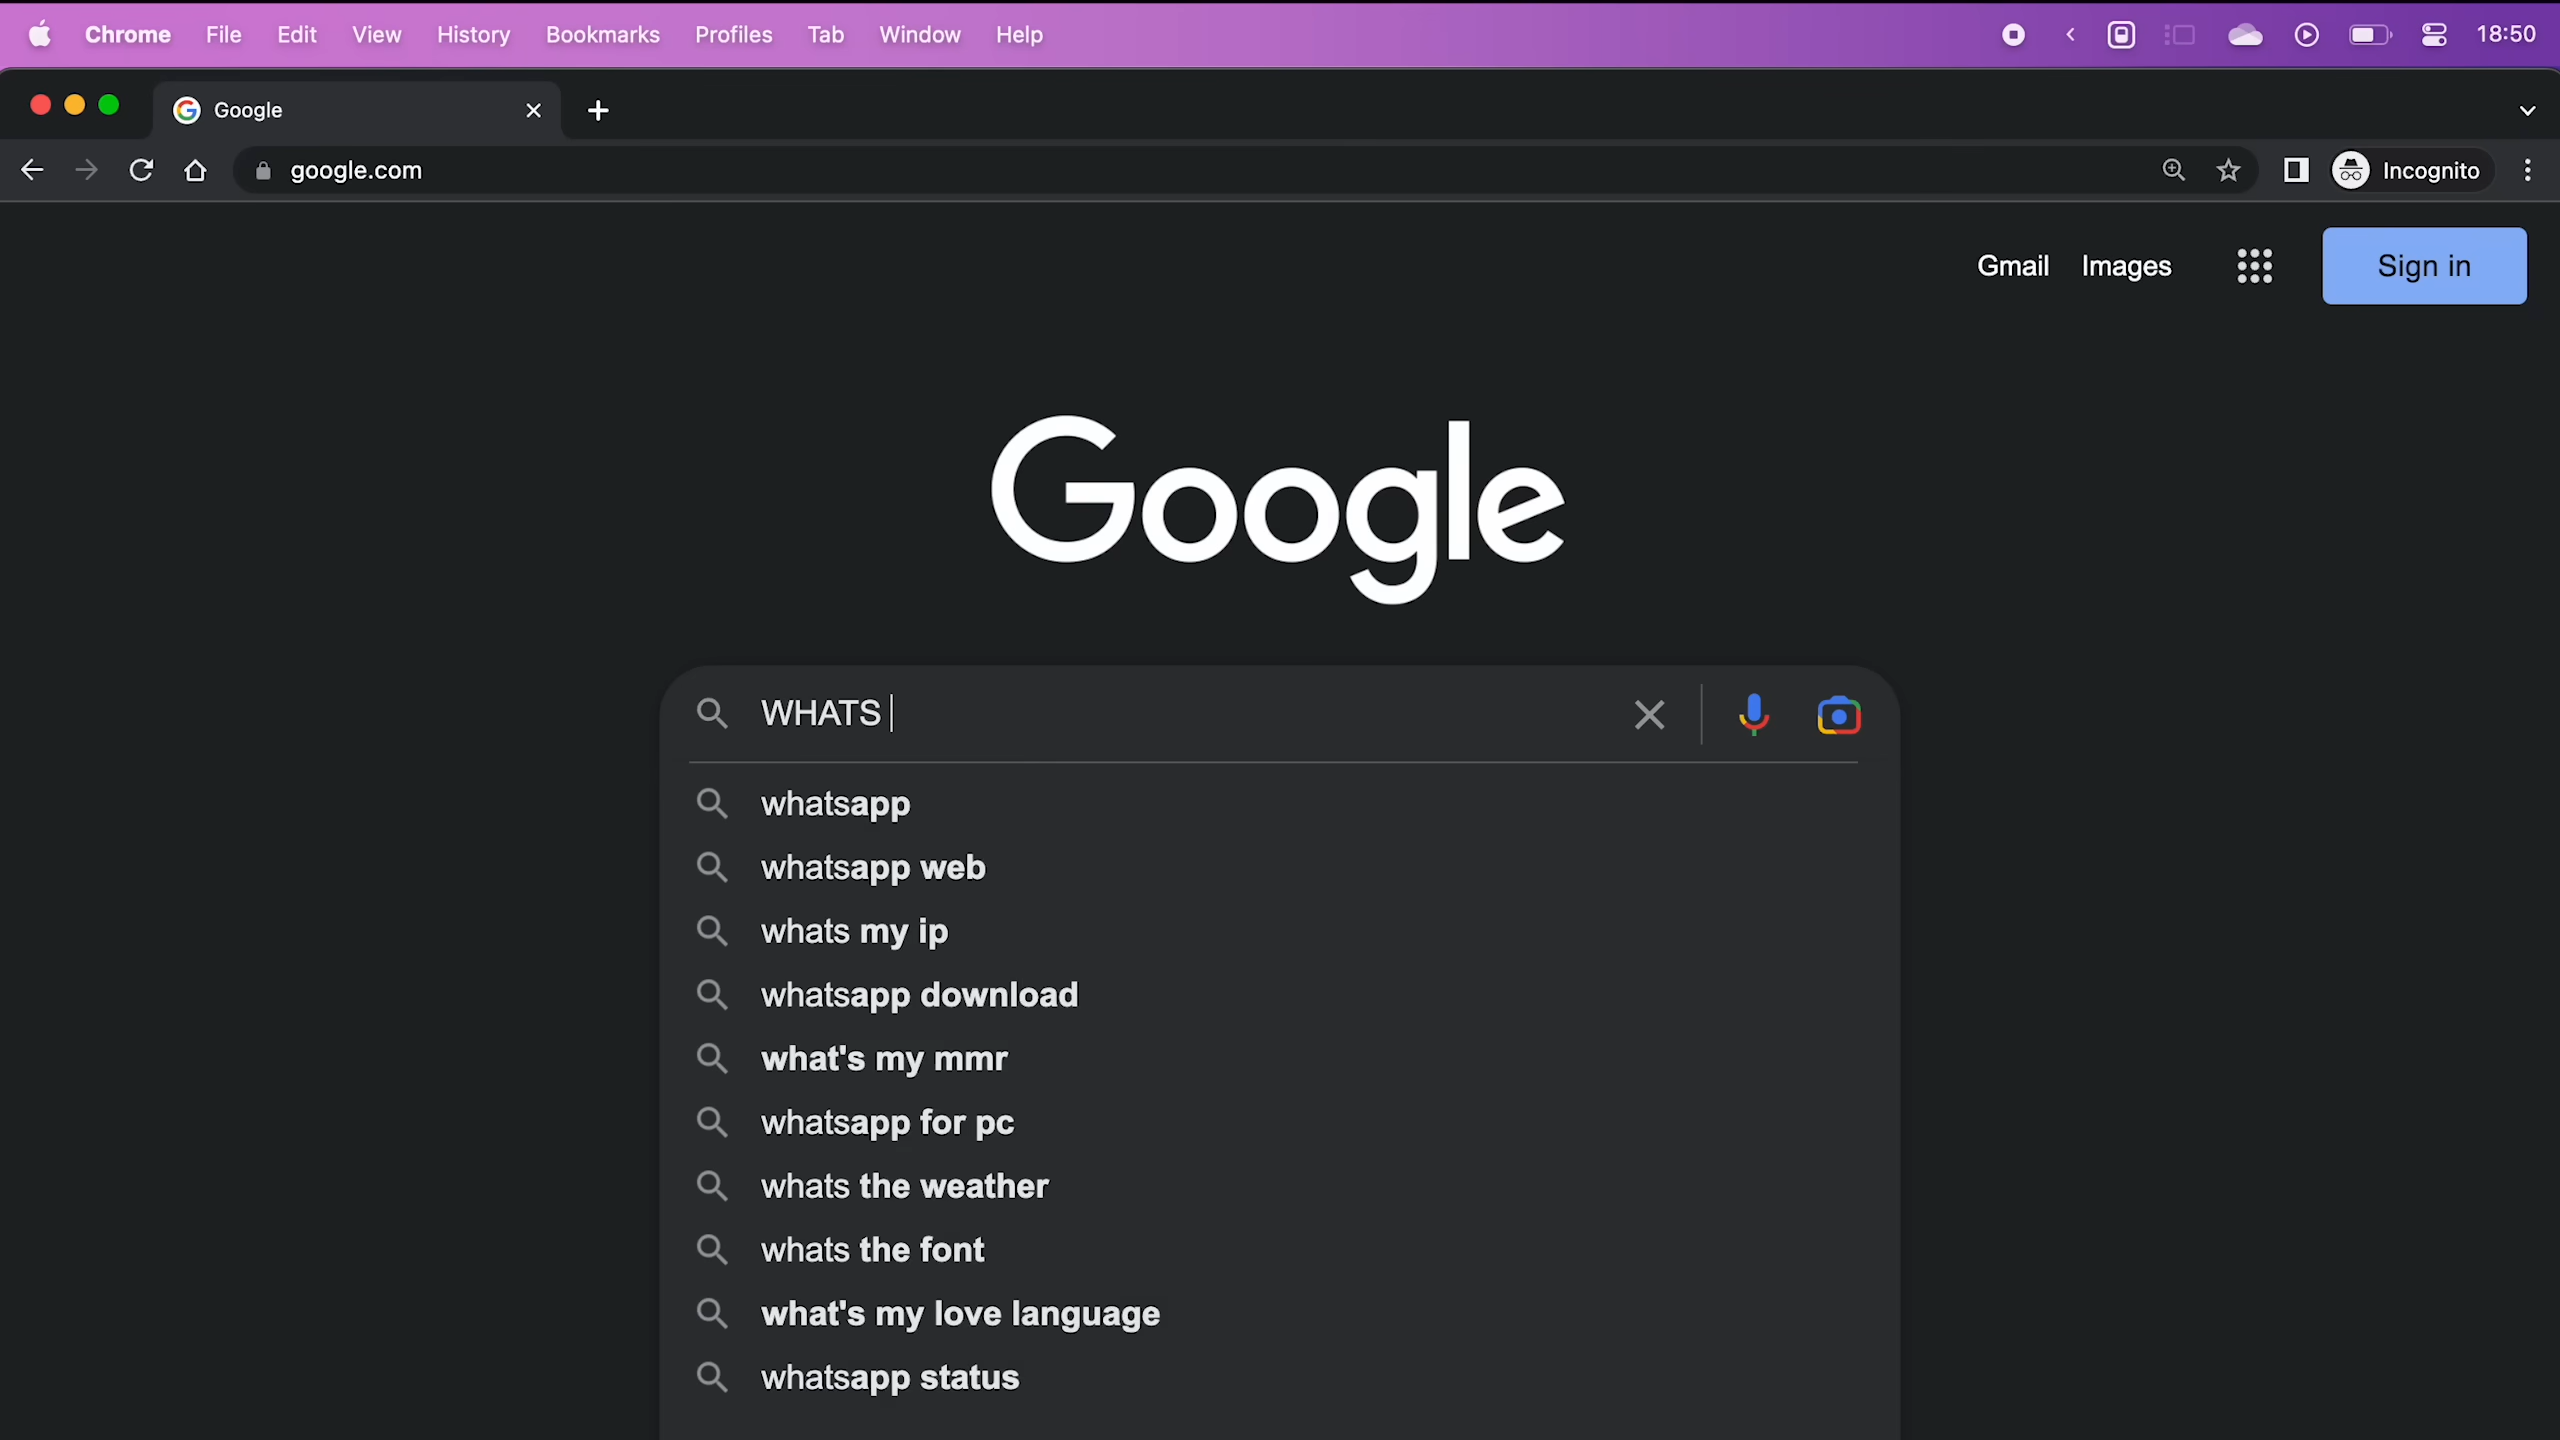 Chrome File Edit View History Bookmarks Profiles Tab Window Help 18:50
Google
google.com Incognito
Gmail Images Sign in
Google
WHATS
whatsapp
whatsapp web
whats my ip
whatsapp download
what's my mmr
whatsapp for pc
whats the weather
whats the font
what's my love language
whatsapp status